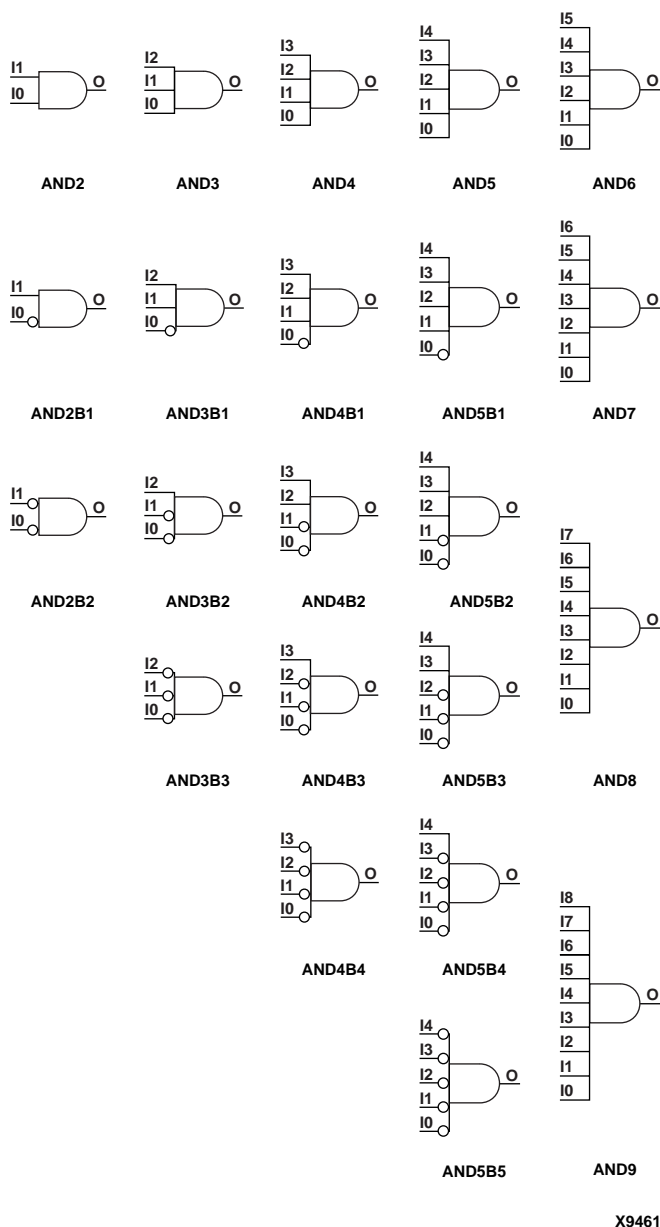 I1
I0
O
AND2
I2
I1
I0
O
AND3
I3
I2
I1
I0
O
AND4
I4
I3
I2
I1
I0
O
AND5
I5
I4
I3
I2
I1
I0
O
AND6
I1
I0
O
AND2B1
I2
I1
I0
O
AND3B1
I3
I2
I1
I0
O
AND4B1
I4
I3
I2
I1
I0
O
AND5B1
I6
I5
I4
I3
I2
I1
I0
O
AND7
I1
I0
O
AND2B2
I2
I1
I0
O
AND3B2
I3
I2
I1
I0
O
AND4B2
I4
I3
I2
I1
I0
O
AND5B2
I2
I1
I0
O
AND3B3
I3
I2
I1
I0
O
AND4B3
I4
I3
I2
I1
I0
O
AND5B3
I7
I6
I5
I4
I3
I2
I1
I0
O
AND8
I3
I2
I1
I0
O
AND4B4
I4
I3
I2
I1
I0
O
AND5B4
I4
I3
I2
I1
I0
O
AND5B5
I8
I7
I6
I5
I4
I3
I2
I1
I0
O
AND9
X9461